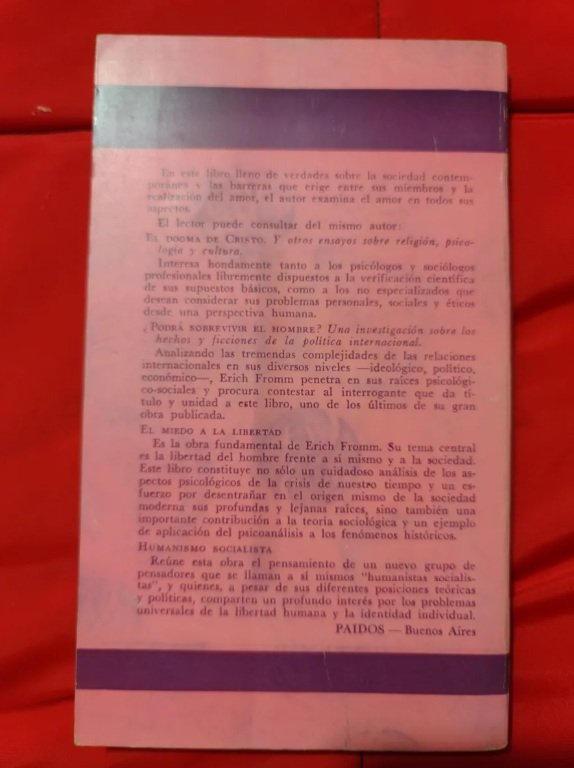 En este libro lleno de verdades sobre la sociedad contem-
poránea y las barreras que erige entre sus miembros y la
realización del amor, el autor examina el amor en todos sus
aspectos.
El lector puede consultar del mismo autor:
EL DOGMA DE CRISTO. Y otros ensayos sobre religión, psico-
logía y cultura.
Interesa hondamente tanto a los psicólogos y sociólogos
profesionales libremente dispuestos a la verificación científica
de sus supuestos básicos, como a los no especializados que
desean considerar sus problemas personales, sociales y éticos
desde una perspectiva humana.
¿PODRÁ SOBREVIVIR EL HOMBRE? Una investigación sobre los
hechos y ficciones de la política internacional.
Analizando las tremendas complejidades de las relaciones
internacionales en sus diversos niveles —ideológico, político,
económico—, Erich Fromm penetra en sus raíces psicológi-
co-sociales y procura contestar al interrogante que da tí-
tulo y unidad a este libro, uno de los últimos de su gran
obra publicada.
EL MIEDO A LA LIBERTAD
Es la obra fundamental de Erich Fromm. Su tema central
es la libertad del hombre frente a sí mismo y a la sociedad.
Este libro constituye no sólo un cuidadoso análisis de los as-
pectos psicológicos de la crisis de nuestro tiempo y un es-
fuerzo por desentrañar en el origen mismo de la sociedad
moderna sus profundas y lejanas raíces, sino también una
importante contribución a la teoría sociológica y un ejemplo
de aplicación del psicoanálisis a los fenómenos históricos.
HUMANISMO SOCIALISTA
Reúne esta obra el pensamiento de un nuevo grupo de
pensadores que se llaman a sí mismos "humanistas socialis-
tas", y quienes, a pesar de sus diferentes posiciones teóricas
y políticas, comparten un profundo interés por los problemas
universales de la libertad humana y la identidad individual.
PAIDOS — Buenos Aires